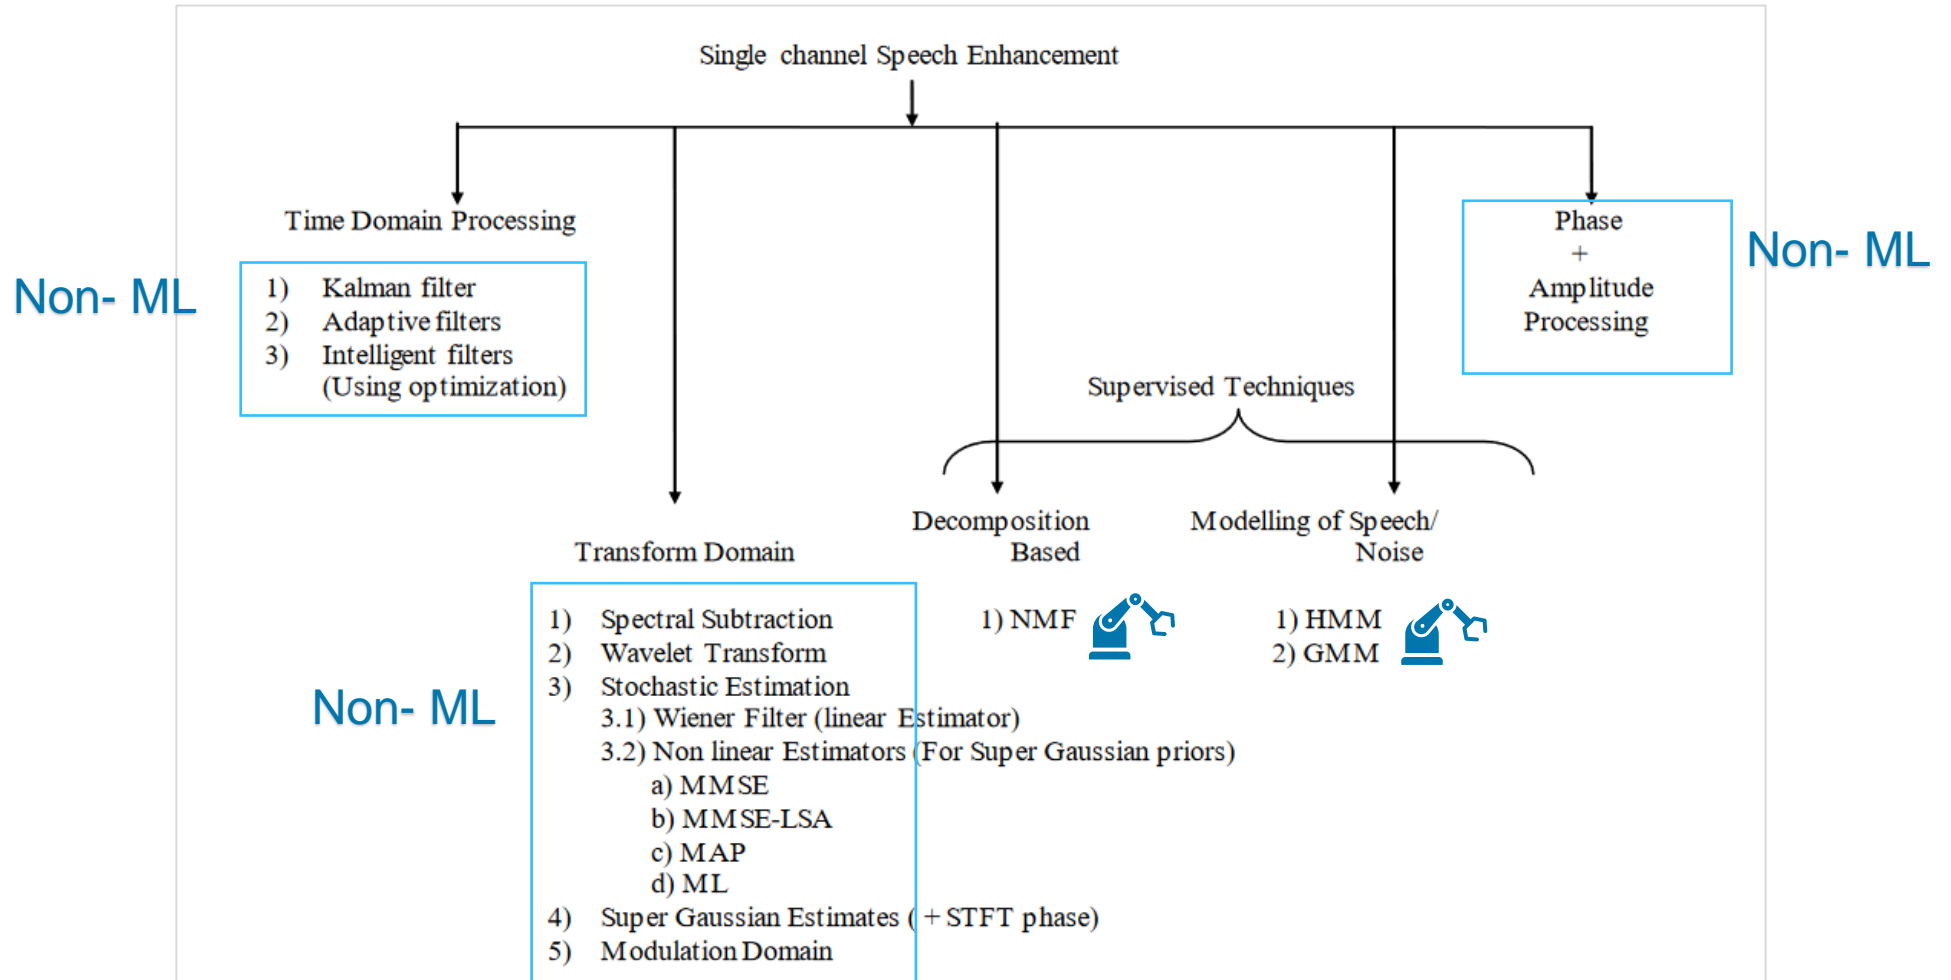 Single channel Speech Enhancement
Time Domain Processing
Non- ML
1) Kalman filter
2) Adaptive filters
3) Intelligent filters
(Using optimization)
Phase
+
Amplitude
Processing
Non- ML
Supervised Techniques
Transform Domain
Non- ML
1) Spectral Subtraction
2) Wavelet Transform
3) Stochastic Estimation
3.1) Wiener Filter (linear Estimator)
3.2) Non linear Estimators (For Super Gaussian priors)
a) MMSE
b) MMSE-LSA
c) MAP
d) ML
4) Super Gaussian Estimates ( + STFT phase)
5) Modulation Domain
Decomposition
Based
1) NMF
Modelling of Speech/
Noise
1) HMM
2) GMM